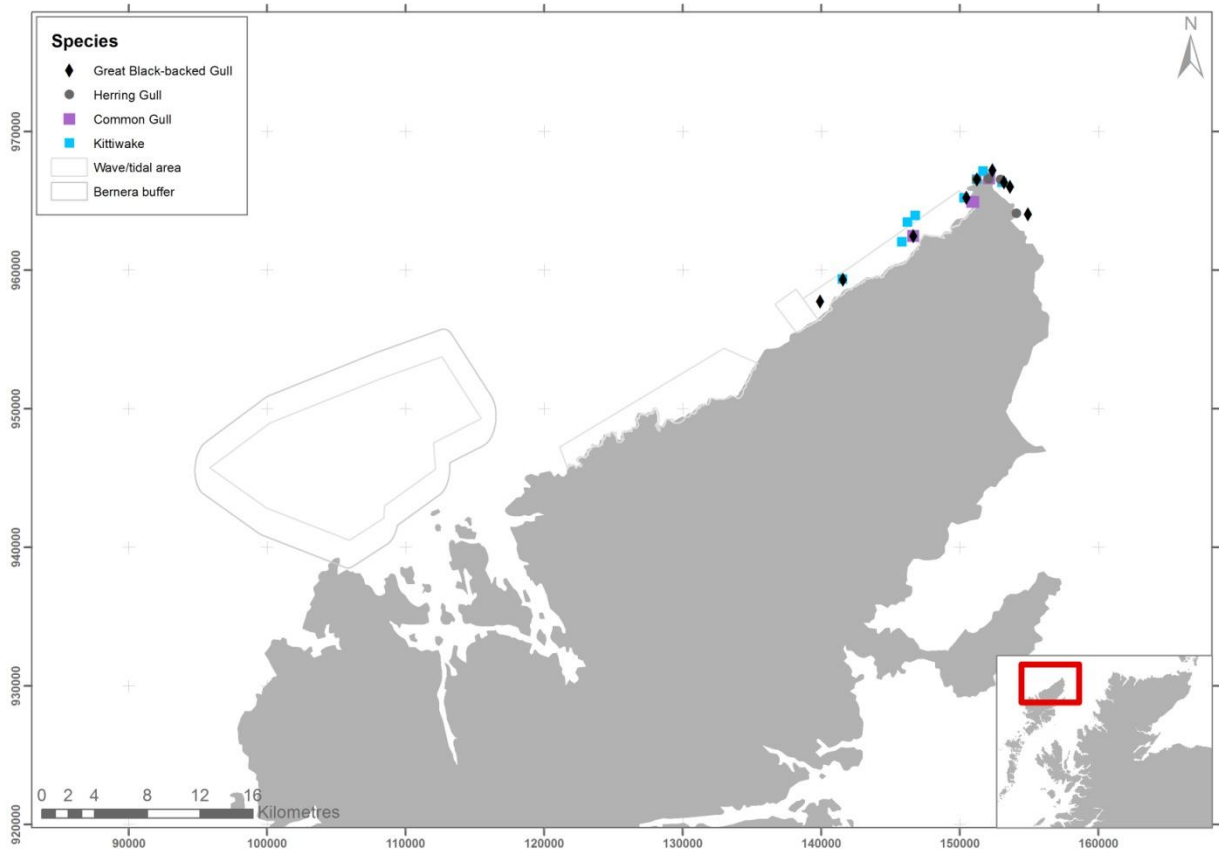 Species
Great Black-backed Gull
Herring Gull
Common Gull
Kittiwake
Wave/tidal area
Bernera buffer
N
970000
960000
950000
940000
930000
920000
0 2 4 8 12 16
Kilometres
90000 100000 110000 120000 130000 140000 150000 160000